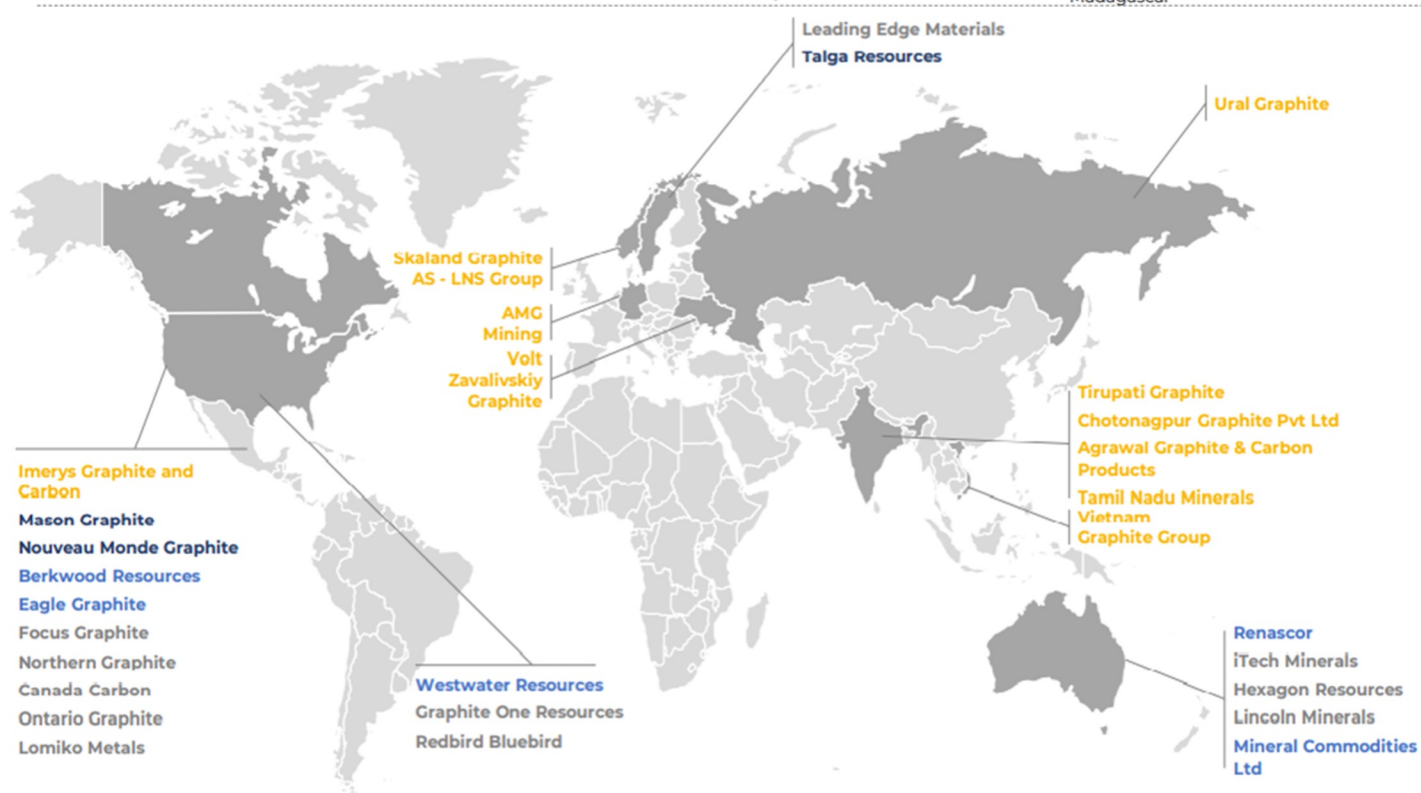 Madagascar
Leading Edge Materials
Talga Resources
Ural Graphite
Skaland Graphite
AS - LNS Group
AMG
Mining
Volt
Zavalivskiy
Graphite
Tirupati Graphite
Chotonagpur Graphite Pvt Ltd
Agrawal Graphite & Carbon
Products
Tamil Nadu Minerals
Vietnam
Graphite Group
Imerys Graphite and
Carbon
Mason Graphite
Nouveau Monde Graphite
Berkwood Resources
Eagle Graphite
Focus Graphite
Northern Graphite
Canada Carbon
Ontario Graphite
Lomiko Metals
Westwater Resources
Graphite One Resources
Redbird Bluebird
Renascor
iTech Minerals
Hexagon Resources
Lincoln Minerals
Mineral Commodities
Ltd